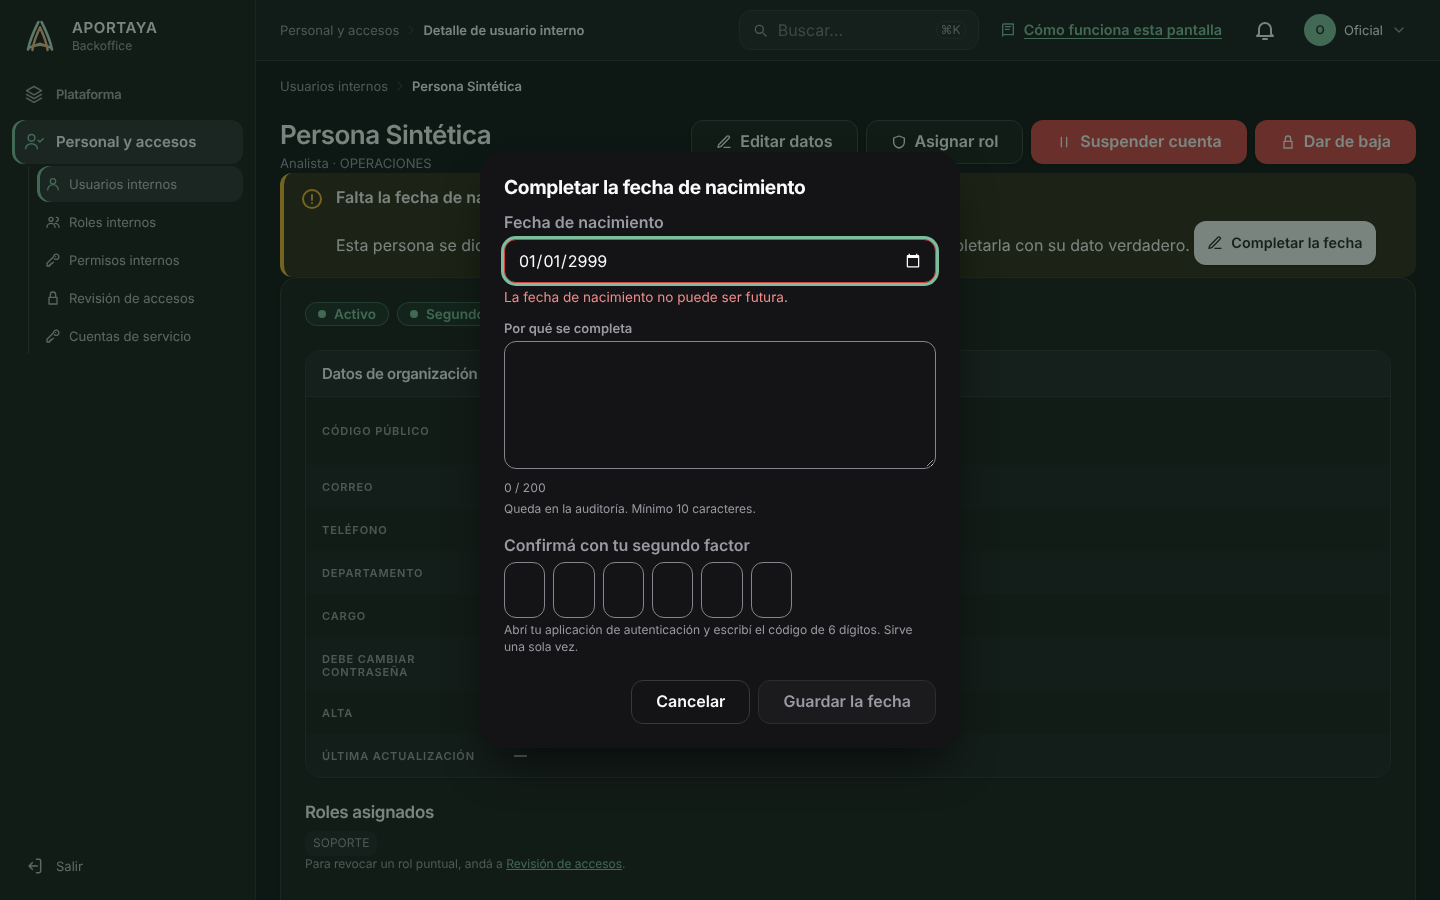 APORTAYA
Backoffice
Personal y accesos
Detalle de usuario interno
Buscar...
⌘K
Cómo funciona esta pantalla
O
Oficial
Plataforma
Personal y accesos
Usuarios internos
Roles internos
Permisos internos
Revisión de accesos
Cuentas de servicio
Salir
Usuarios internos
Persona Sintética
Persona Sintética
Analista · OPERACIONES
Editar datos
Asignar rol
Suspender cuenta
Dar de baja
Falta la fecha de na
Esta persona se dio
pletarla con su dato verdadero.
Completar la fecha
Activo
Segundo
Datos de organización
CÓDIGO PÚBLICO
CORREO
TELÉFONO
DEPARTAMENTO
CARGO
DEBE CAMBIAR
CONTRASEÑA
ALTA
ÚLTIMA ACTUALIZACIÓN
—
Roles asignados
SOPORTE
Para revocar un rol puntual, andá a Revisión de accesos.
Completar la fecha de nacimiento
Fecha de nacimiento
01/01/2999
La fecha de nacimiento no puede ser futura.
Por qué se completa
0 / 200
Queda en la auditoría. Mínimo 10 caracteres.
Confirmá con tu segundo factor
Abrí tu aplicación de autenticación y escribí el código de 6 dígitos. Sirve
una sola vez.
Cancelar
Guardar la fecha